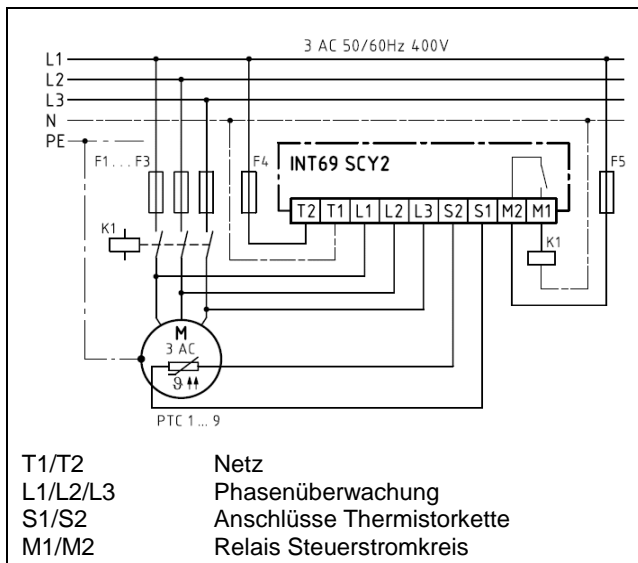 3 AC 50/60Hz 400V
L1
L2
L3
N
PE
F1 . . . F3
F4
INT69 SCY2
F5
T2 T1 L1 L2 L3 S2 S1 M2 M1
K1
K1
M
3 AC
ϑ
PTC 1 ... 9
T1/T2 Netz
L1/L2/L3 Phasenüberwachung
S1/S2 Anschlüsse Thermistorkette
M1/M2 Relais Steuerstromkreis